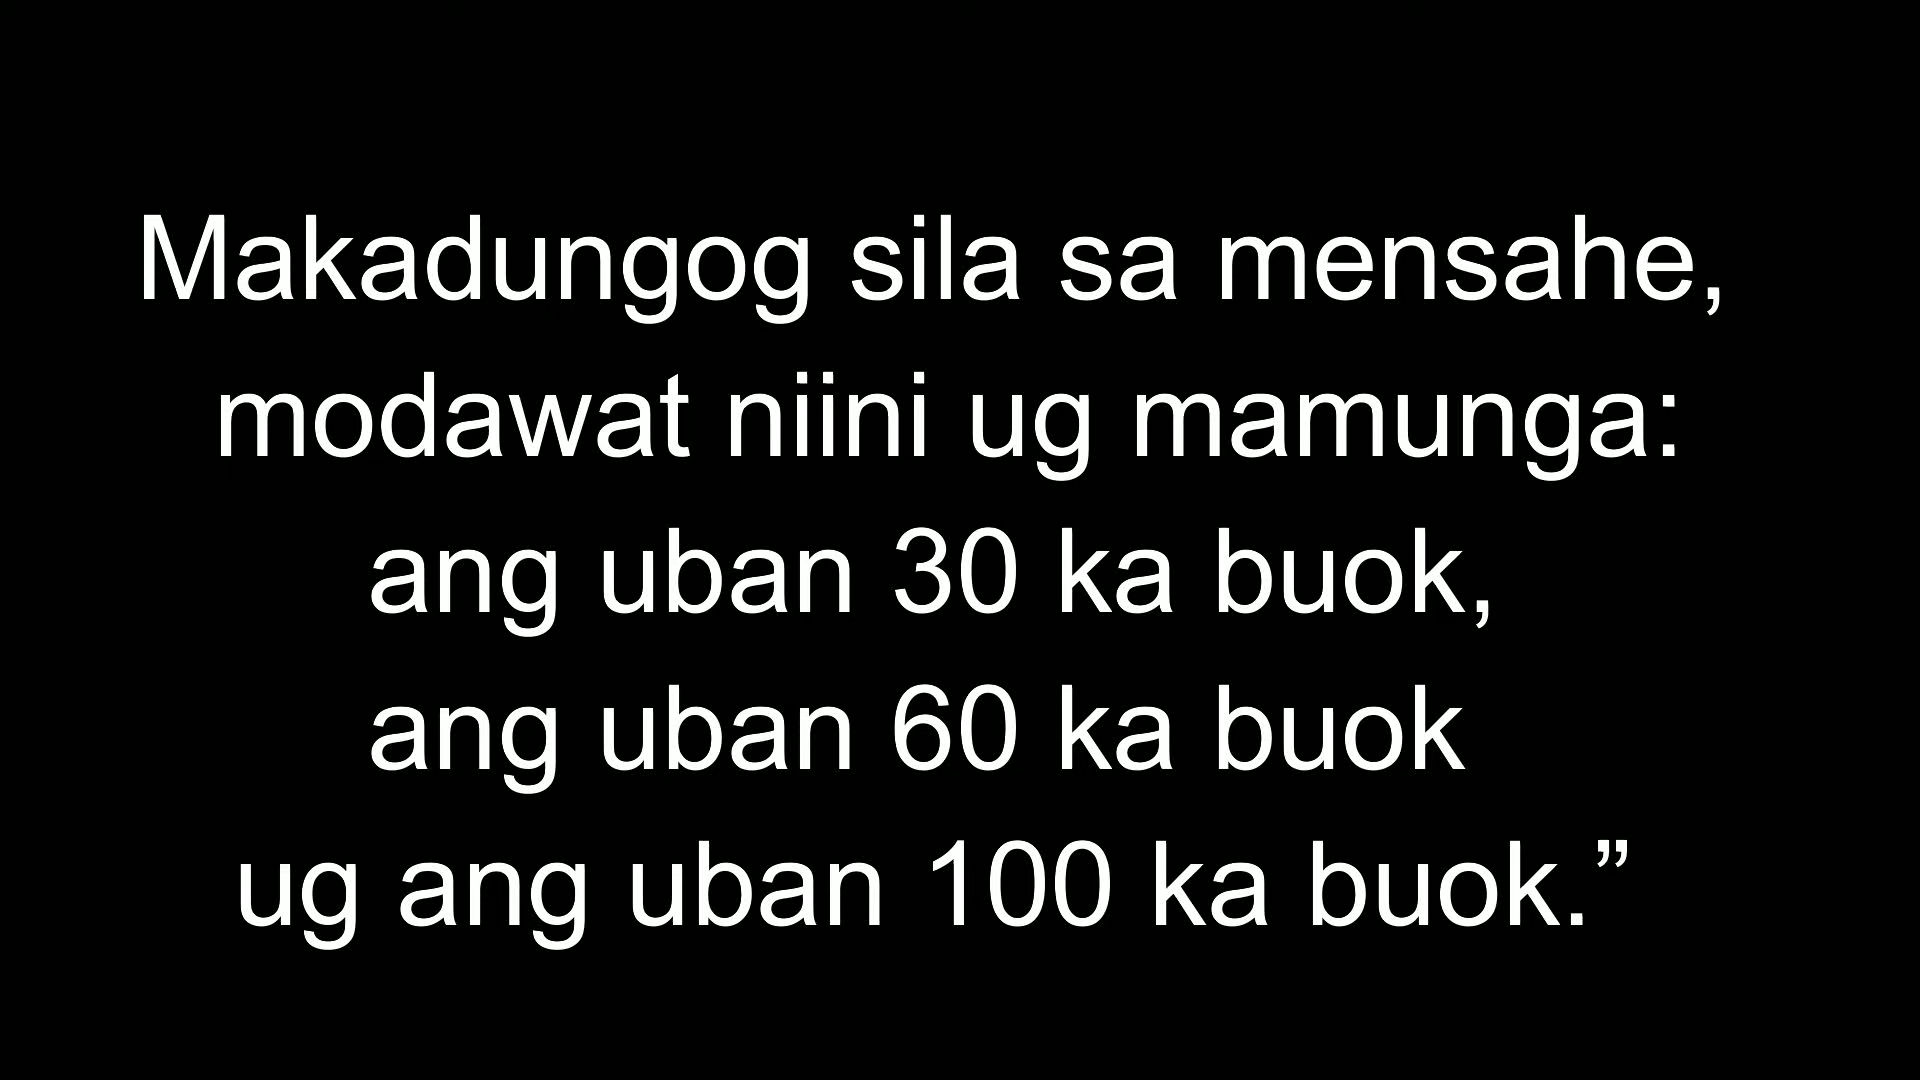 Makadungog sila sa mensahe,
modawat niini ug mamunga:
ang uban 30 ka buok,
ang uban 60 ka buok
ug ang uban 100 ka buok.”